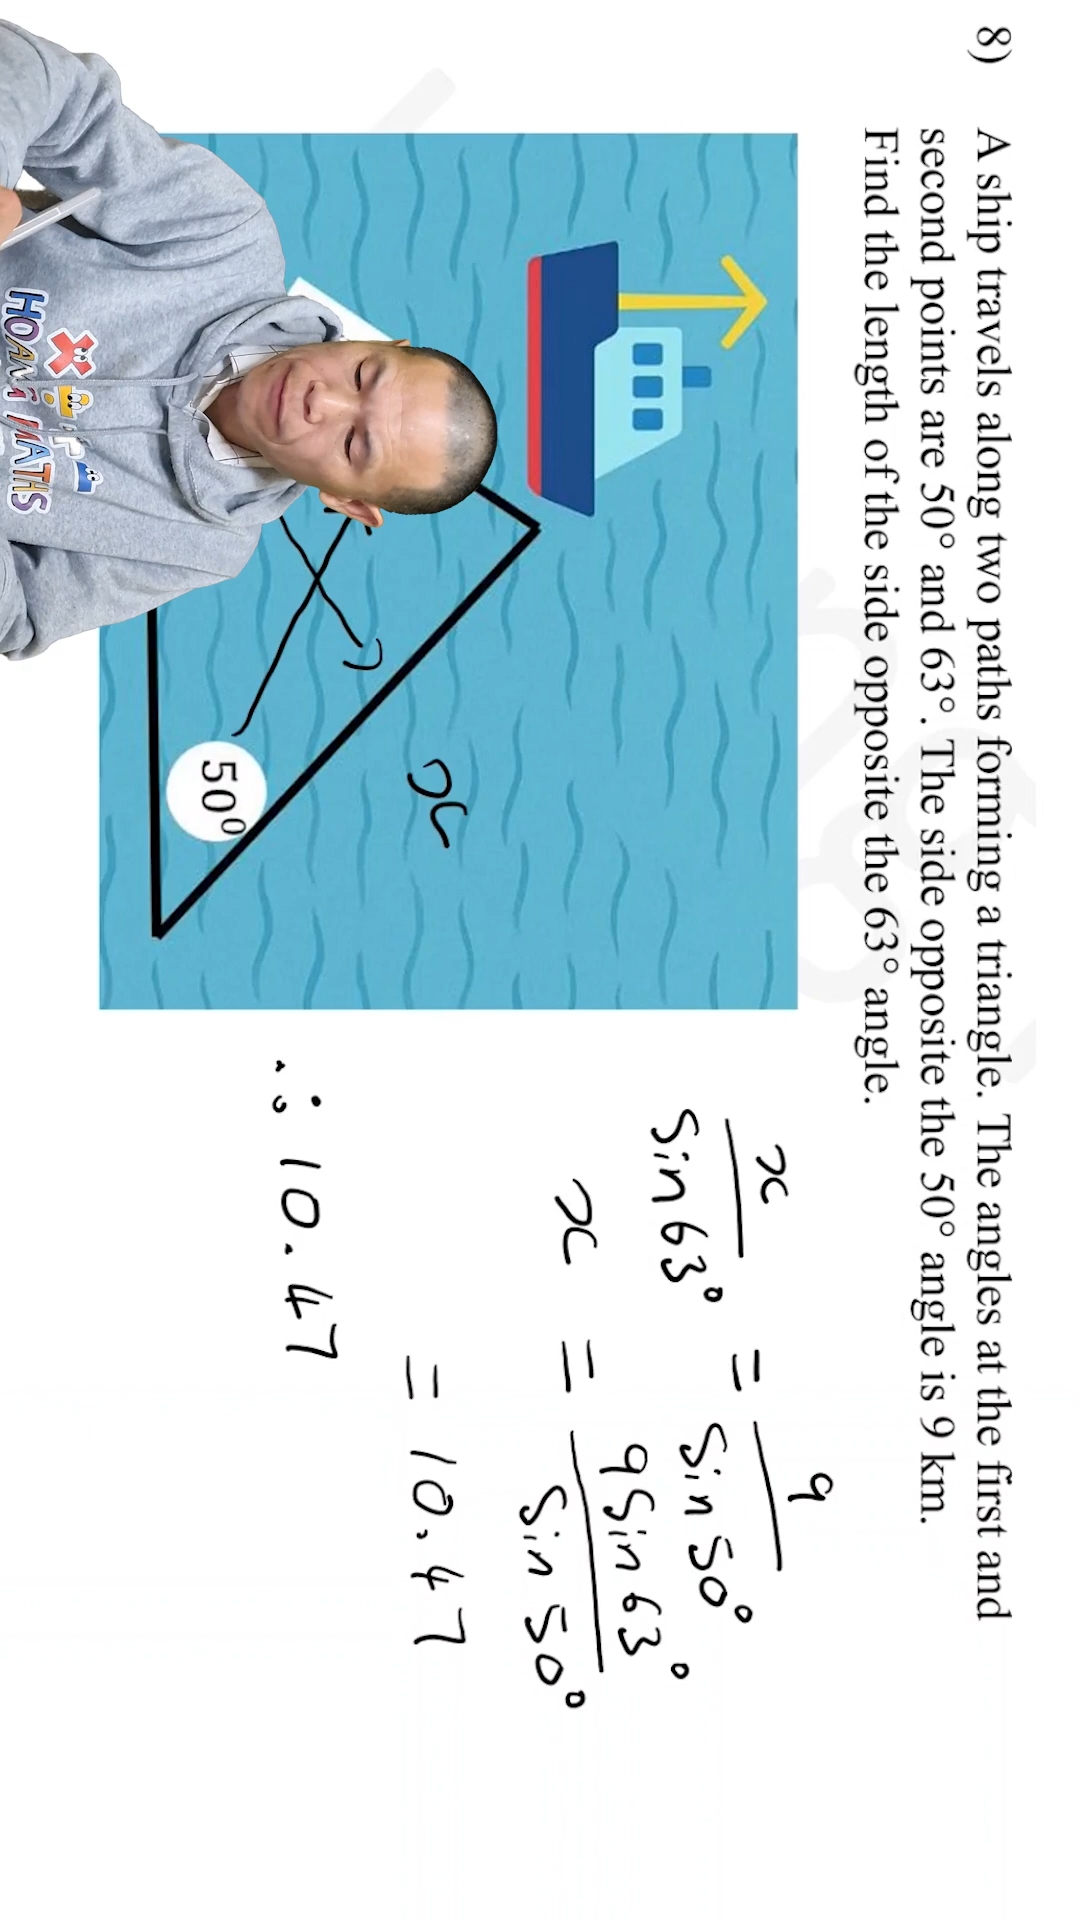 8) A ship travels along two paths forming a triangle. The angles at the first and
second points are 50° and 63°. The side opposite the 50° angle is 9 km.
Find the length of the side opposite the 63° angle.
50°
x
x/sin63° = 9/sin50°
x = 9sin63°/sin50°
= 10.47
∴ 10.47
HOANG MATHS